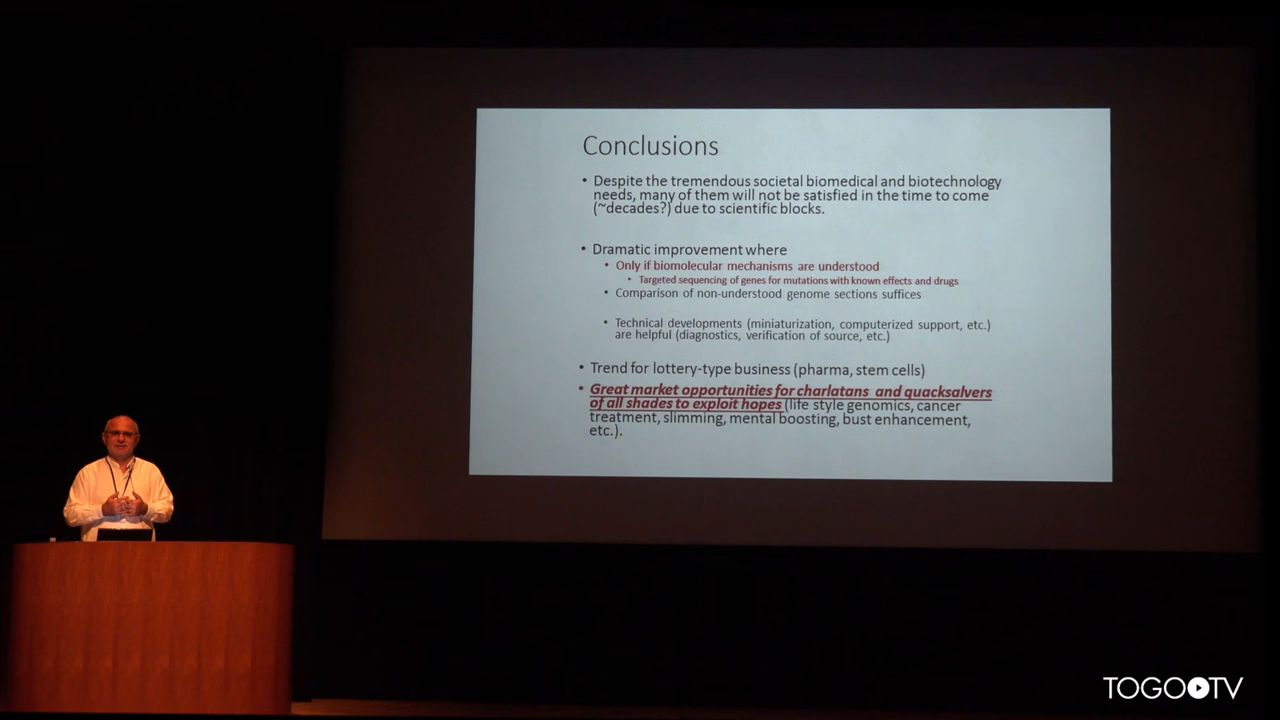 Conclusions
• Despite the tremendous societal biomedical and biotechnology
needs, many of them will not be satisfied in the time to come
(~decades?) due to scientific blocks.
• Dramatic improvement where
• Only if biomolecular mechanisms are understood
• Targeted sequencing of genes for mutations with known effects and drugs
• Comparison of non-understood genome sections suffices
• Technical developments (miniaturization, computerized support, etc.)
are helpful (diagnostics, verification of source, etc.)
• Trend for lottery-type business (pharma, stem cells)
• Great market opportunities for charlatans and quacksalvers
of all shades to exploit hopes (life style genomics, cancer
treatment, slimming, mental boosting, bust enhancement,
etc.).
TOGO TV